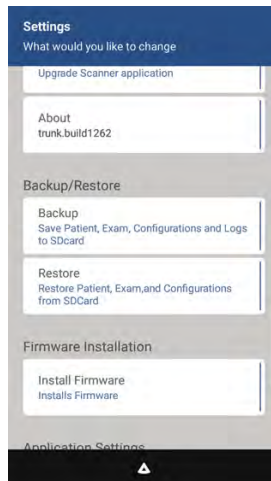 Settings
What would you like to change
Upgrade Scanner application
About
trunk.build1262
Backup/Restore
Backup
Save Patient, Exam, Configurations and Logs
to SDcard
Restore
Restore Patient, Exam,and Configurations
from SDCard
Firmware Installation
Install Firmware
Installs Firmware
Application Settings